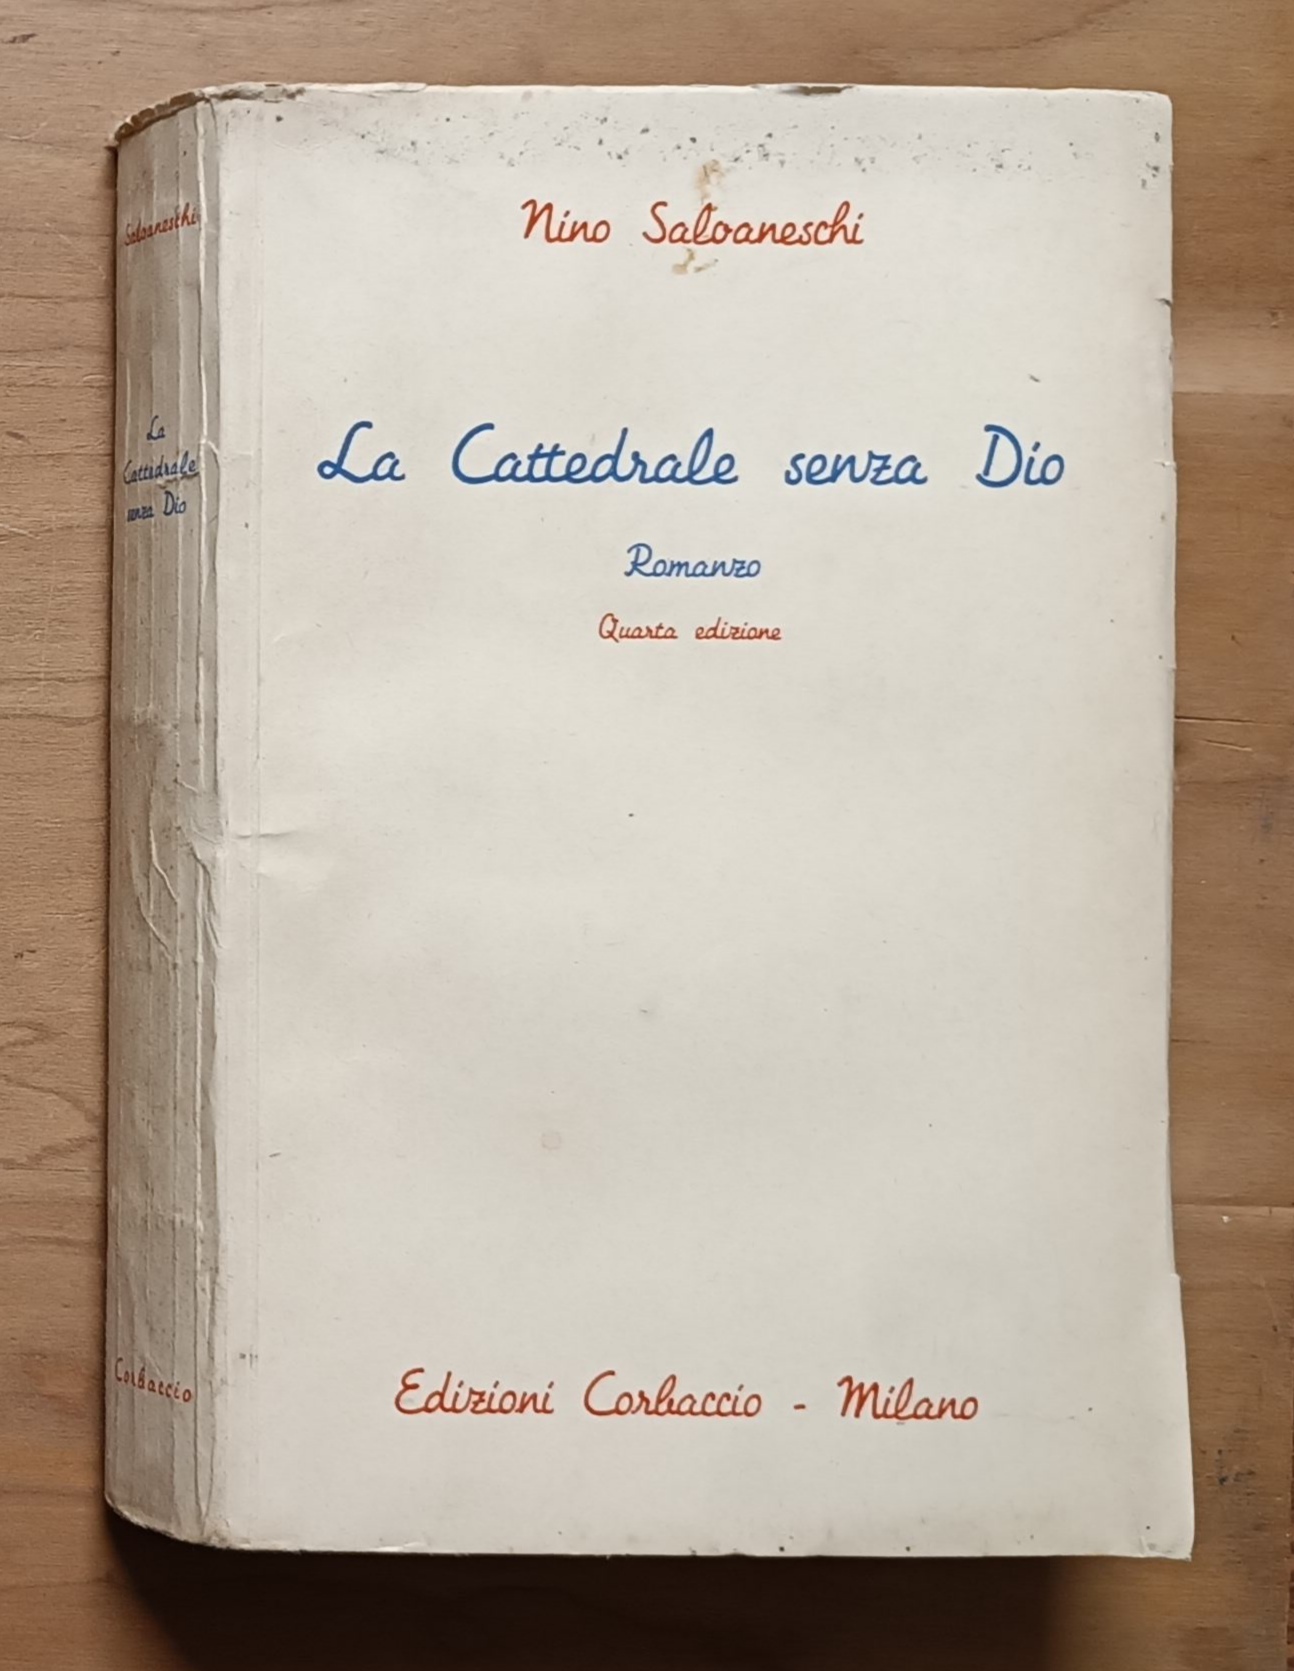 Nino Salvaneschi
La Cattedrale senza Dio
Romanzo
Quarta edizione
Edizioni Corbaccio - Milano
Salvaneschi
La
Cattedrale
senza Dio
Corbaccio